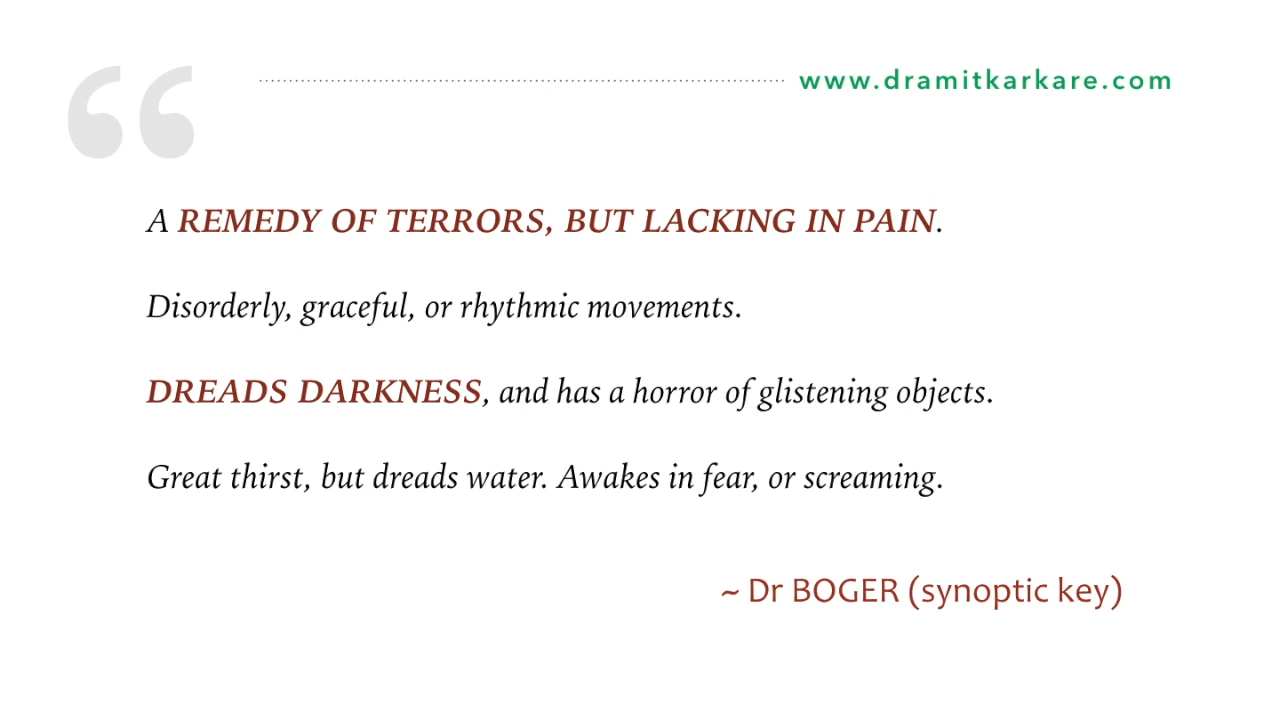 www.dramitkarkare.com
A REMEDY OF TERRORS, BUT LACKING IN PAIN.
Disorderly, graceful, or rhythmic movements.
DREADS DARKNESS, and has a horror of glistening objects.
Great thirst, but dreads water. Awakes in fear, or screaming.
~ Dr BOGER (synoptic key)